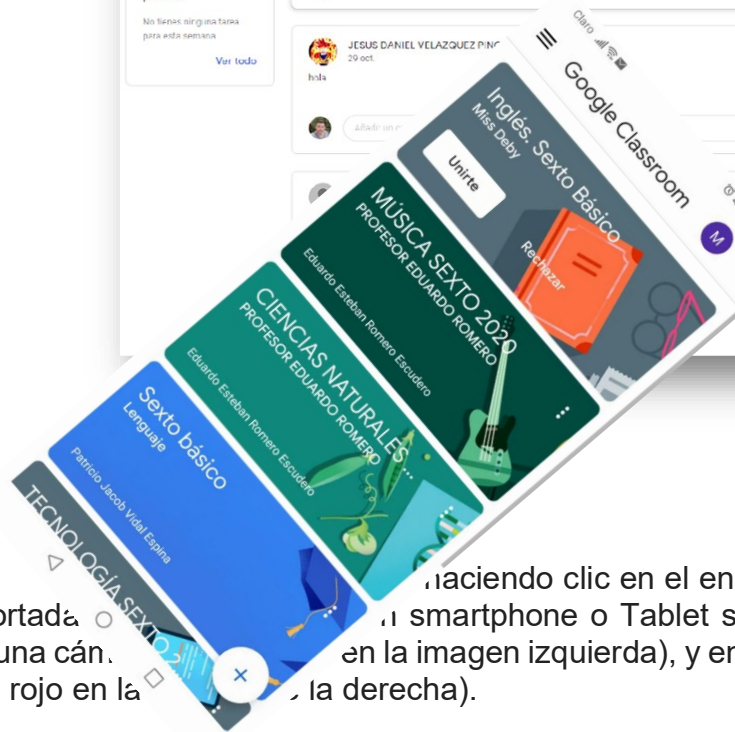 No tienes ninguna tarea
para esta semana
Ver todo
JESUS DANIEL VELAZQUEZ
29 oct.
hola
Claro
Google Classroom
M
Inglés. Sexto Básico
Miss Deby
Unirte
Rechazar
MÚSICA SEXTO 2020
PROFESOR EDUARDO ROMERO
Eduardo Esteban Romero Escudero
CIENCIAS NATURALES...
PROFESOR EDUARDO ROMERO
Eduardo Esteban Romero Escudero
Sexto básico
Lenguaje
Patricio Jacob Vidal Espina
TECNOLOGÍA SEXTO 2
haciendo clic en el
smartphone o Tablet
una en la imagen izquierda), y
rojo en la la derecha).